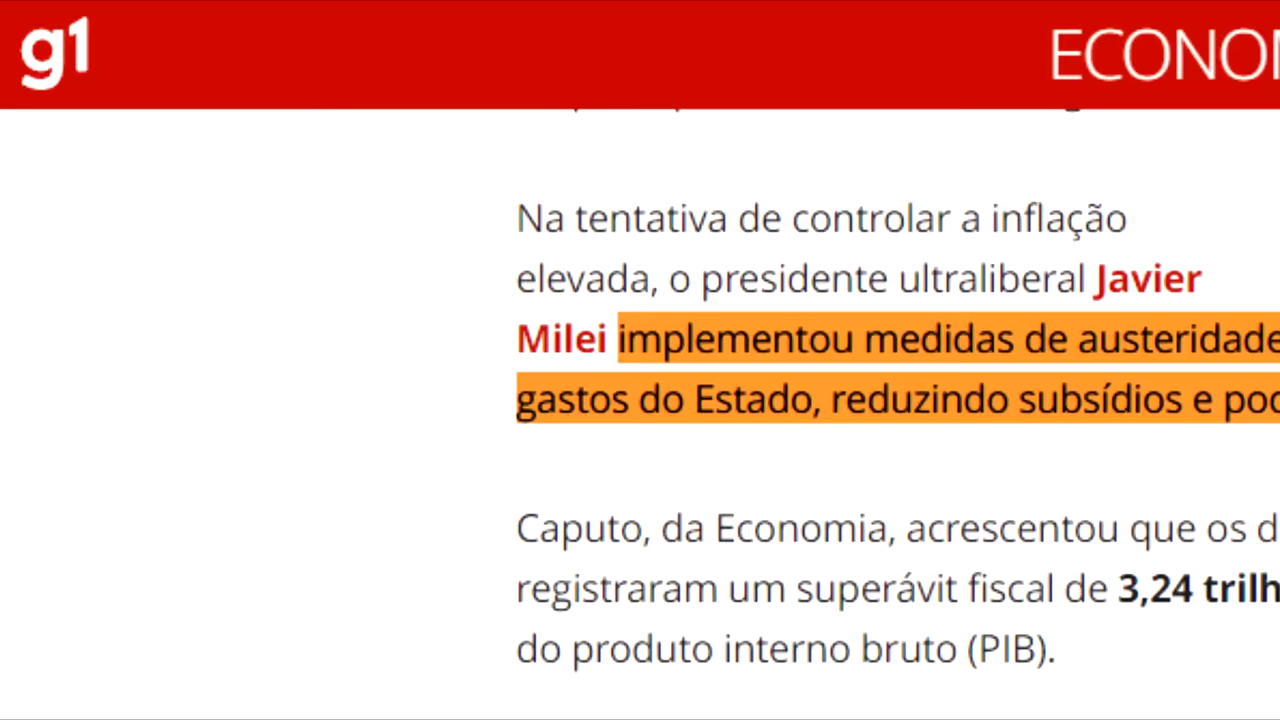 g1
ECONO
Na tentativa de controlar a inflação
elevada, o presidente ultraliberal Javier
Milei implementou medidas de austeridade
gastos do Estado, reduzindo subsídios e
Caputo, da Economia, acrescentou que os
registraram um superávit fiscal de 3,24 trilh
do produto interno bruto (PIB).